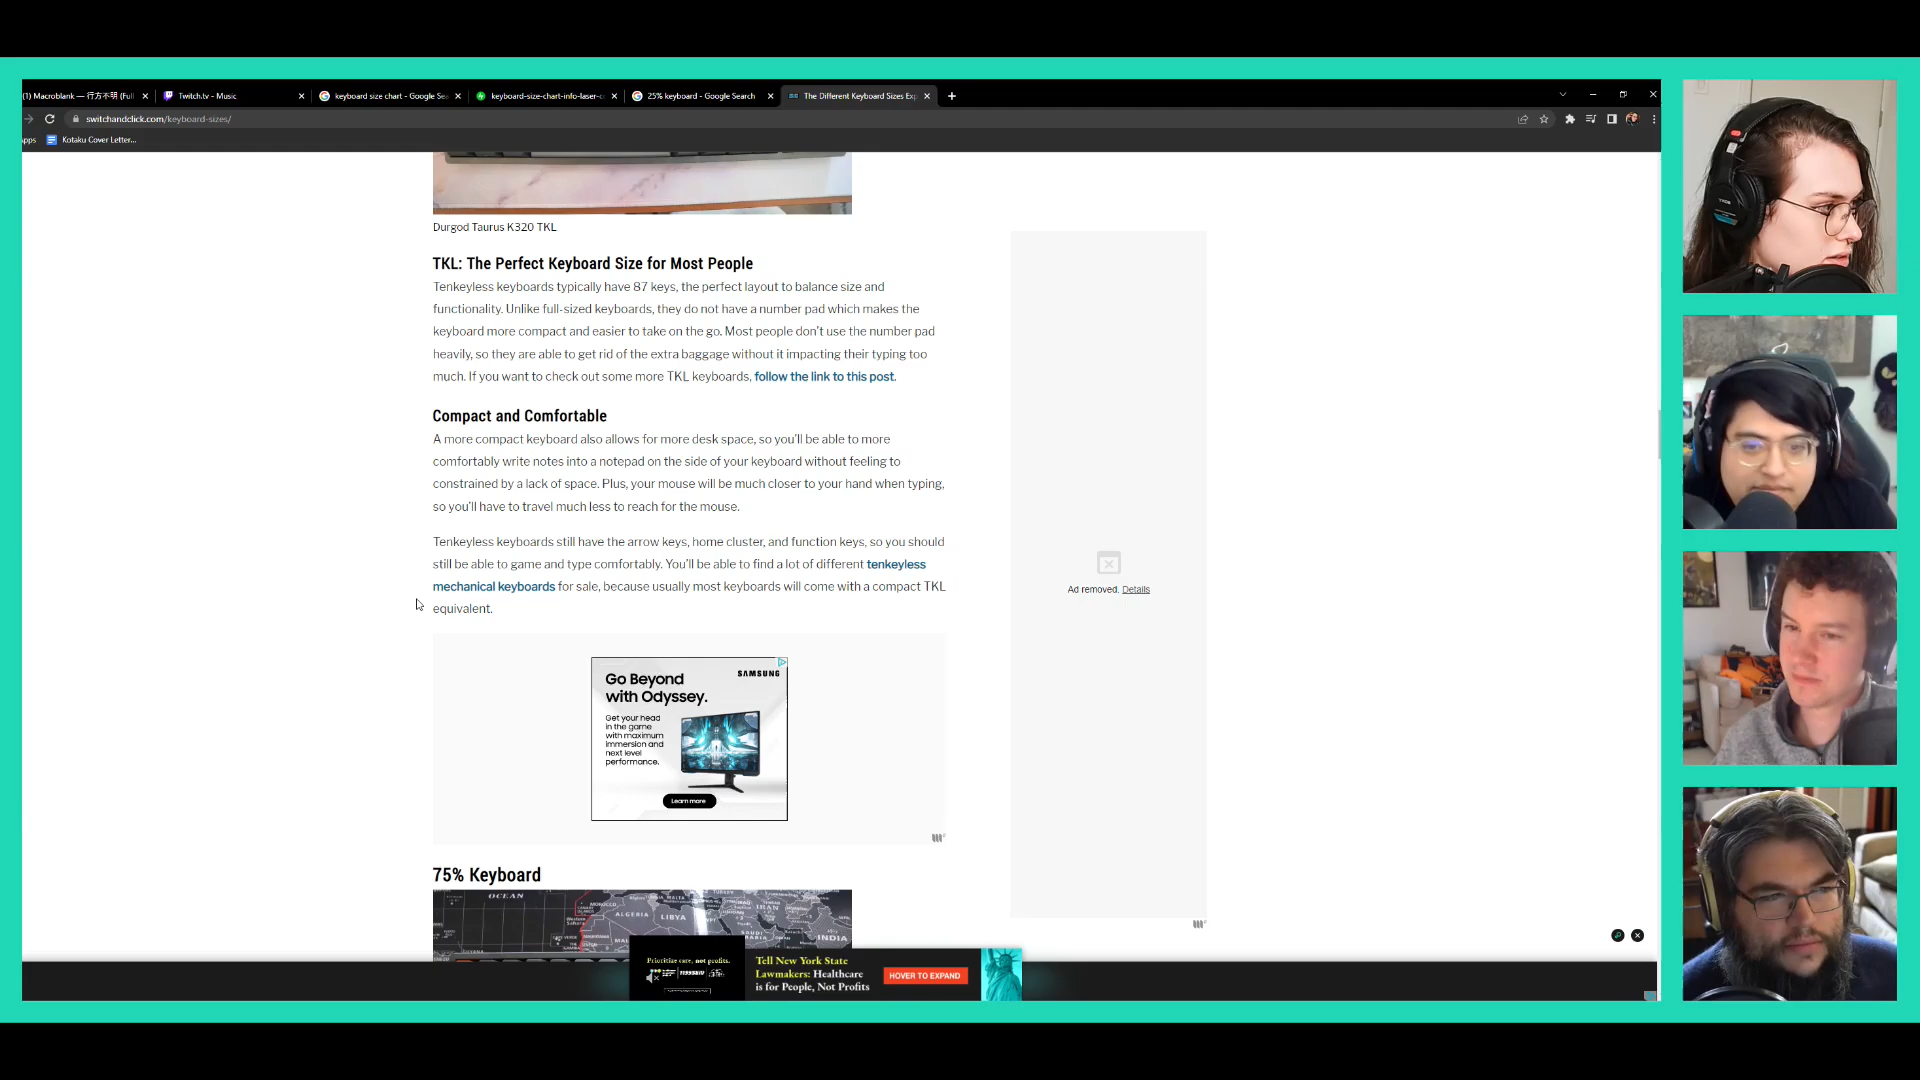 (1) Macroblank — 行方不明 (Full
Twitch.tv - Music
keyboard size chart - Google Se
keyboard-size-chart-info-laser-c
25% keyboard - Google Search
The Different Keyboard Sizes Exp
switchandclick.com/keyboard-sizes/
Apps
Kotaku Cover Letter...
Durgod Taurus K320 TKL
TKL: The Perfect Keyboard Size for Most People
Tenkeyless keyboards typically have 87 keys, the perfect layout to balance size and
functionality. Unlike full-sized keyboards, they do not have a number pad which makes the
keyboard more compact and easier to take on the go. Most people don't use the number pad
heavily, so they are able to get rid of the extra baggage without it impacting their typing too
much. If you want to check out some more TKL keyboards, follow the link to this post.
Compact and Comfortable
A more compact keyboard also allows for more desk space, so you'll be able to more
comfortably write notes into a notepad on the side of your keyboard without feeling to
constrained by a lack of space. Plus, your mouse will be much closer to your hand when typing,
so you'll have to travel much less to reach for the mouse.
Tenkeyless keyboards still have the arrow keys, home cluster, and function keys, so you should
still be able to game and type comfortably. You'll be able to find a lot of different tenkeyless
mechanical keyboards for sale, because usually most keyboards will come with a compact TKL
equivalent.
Ad removed. Details
SAMSUNG
Go Beyond
with Odyssey.
Get your head
in the game
with maximum
immersion and
next level
performance.
Learn more
75% Keyboard
OCEAN
MOROCCO
ALGERIA
LIBYA
IRAN
INDIA
Prioritize care, not profits.
Tell New York State
Lawmakers: Healthcare
is for People, Not Profits
HOVER TO EXPAND